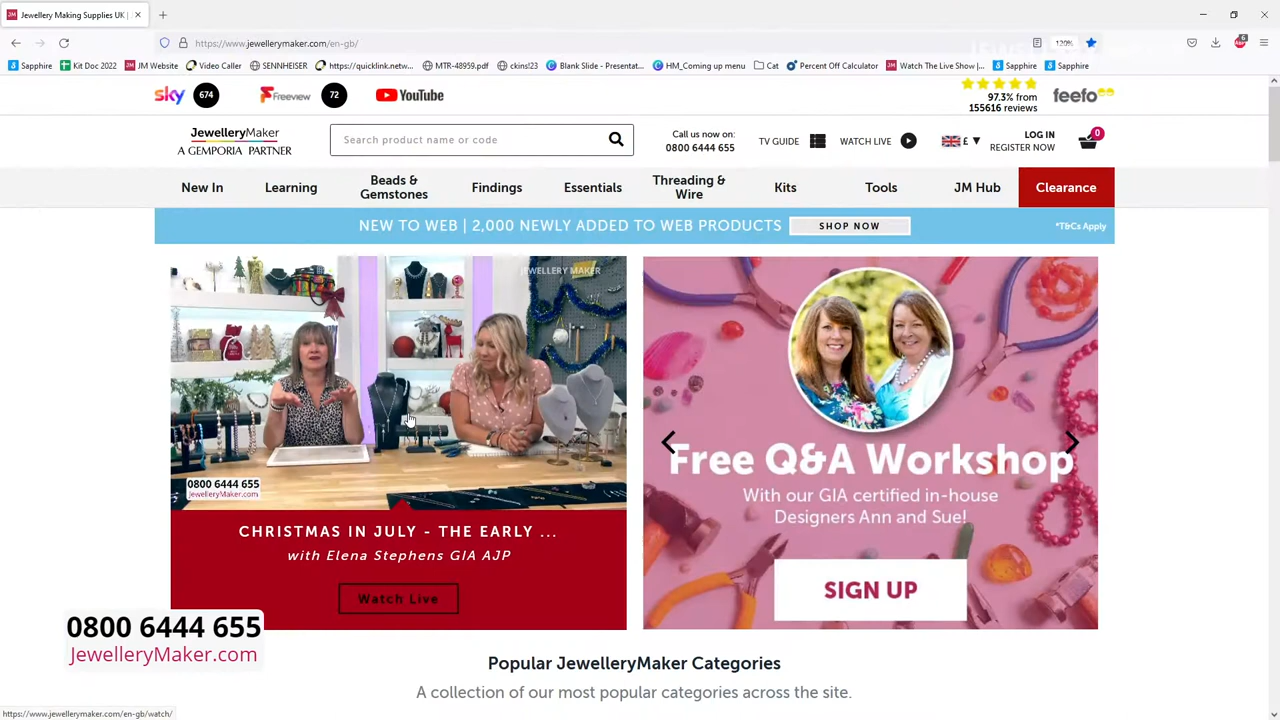 Jewellery Making Supplies UK |
https://www.jewellerymaker.com/en-gb/
120%
Sapphire
Kit Doc 2022
JM Website
Video Caller
SENNHEISER
https://quicklink.netw...
MTR-48959.pdf
ckins!23
Blank Slide - Presentat...
HM_Coming up menu
Cat
Percent Off Calculator
Watch The Live Show |...
Sapphire
Sapphire
sky 674
Freeview 72
YouTube
97.3% from
155616 reviews
feefo
JewelleryMaker
A GEMPORIA PARTNER
Search product name or code
Call us now on:
0800 6444 655
TV GUIDE
WATCH LIVE
£
LOG IN
REGISTER NOW
0
New In
Learning
Beads &
Gemstones
Findings
Essentials
Threading &
Wire
Kits
Tools
JM Hub
Clearance
NEW TO WEB | 2,000 NEWLY ADDED TO WEB PRODUCTS
SHOP NOW
*T&Cs Apply
JEWELLERY MAKER
0800 6444 655
JewelleryMaker.com
CHRISTMAS IN JULY - THE EARLY ...
with Elena Stephens GIA AJP
Watch Live
Free Q&A Workshop
With our GIA certified in-house
Designers Ann and Sue!
SIGN UP
0800 6444 655
JewelleryMaker.com
Popular JewelleryMaker Categories
A collection of our most popular categories across the site.
https://www.jewellerymaker.com/en-gb/watch/